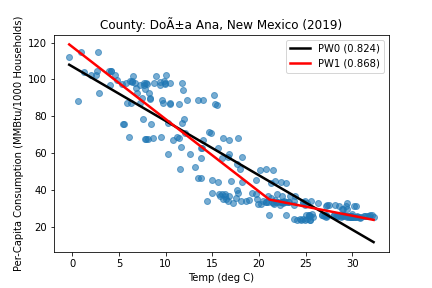 County: DoÃ±a Ana, New Mexico (2019)
Per-Capita Consumption (MMBtu/1000 Households)
120
100
80
60
40
20
PW0 (0.824)
PW1 (0.868)
0 5 10 15 20 25 30
Temp (deg C)